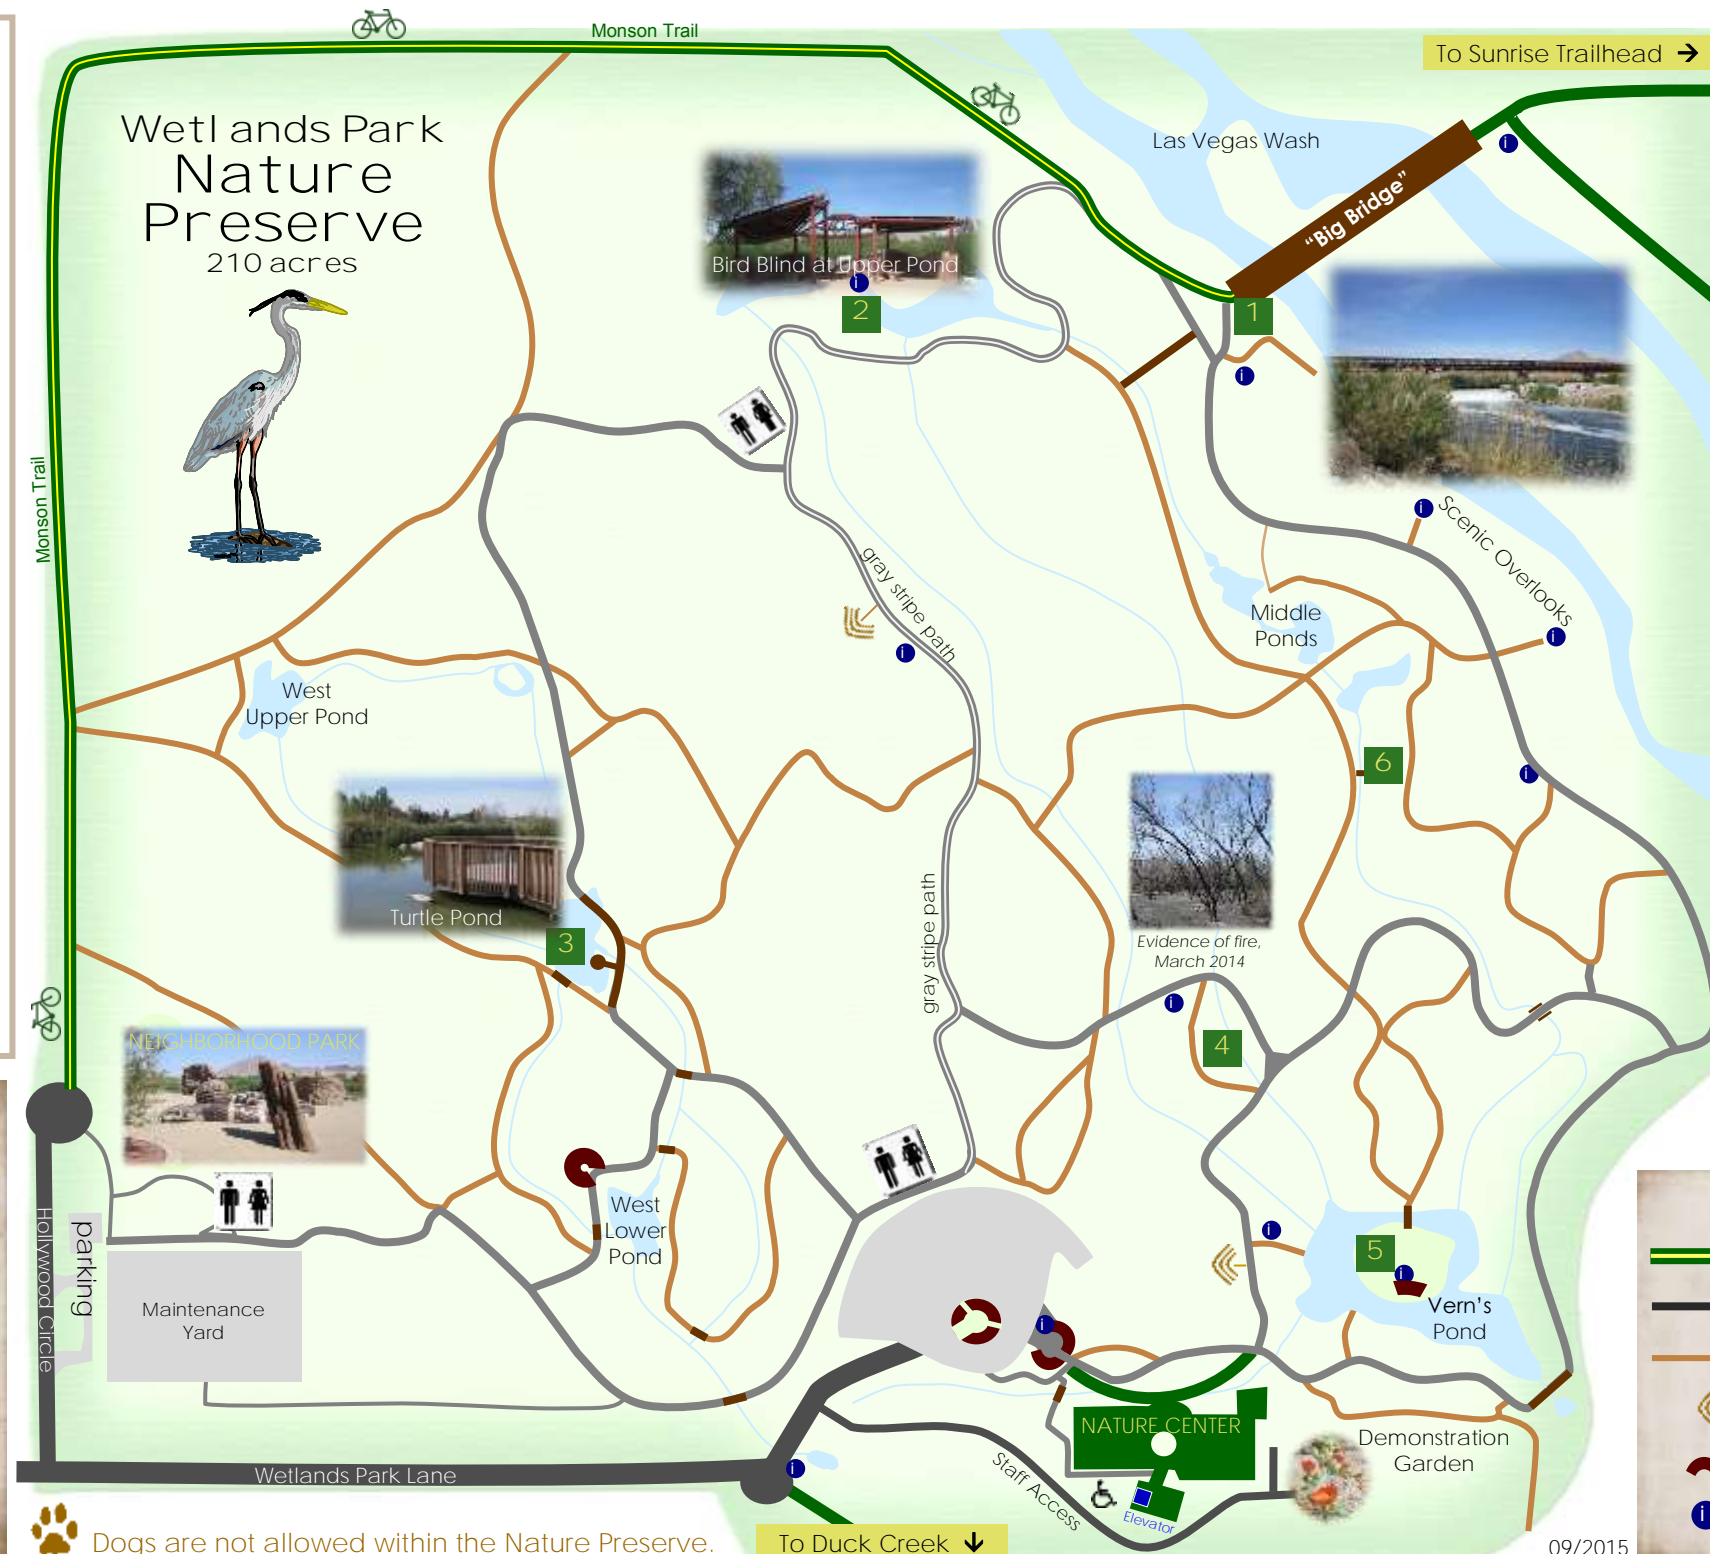 Monson Trail
To Sunrise Trailhead →
Wetlands Park
Nature
Preserve
210 acres
Las Vegas Wash
"Big Bridge"
Bird Blind at Upper Pond
i
2
1
i
i
Monson Trail
gray stripe path
i
i
Scenic Overlooks
i
Middle
Ponds
West
Upper Pond
6
i
Turtle Pond
3
gray stripe path
Evidence of fire,
March 2014
i
4
NEIGHBORHOOD PARK
West
Lower
Pond
i
5
i
Vern's
Pond
Hollywood Circle
parking
Maintenance
Yard
i
NATURE CENTER
Demonstration
Garden
Staff Access
Elevator
Wetlands Park Lane
i
i
Dogs are not allowed within the Nature Preserve.
To Duck Creek ↓
09/2015